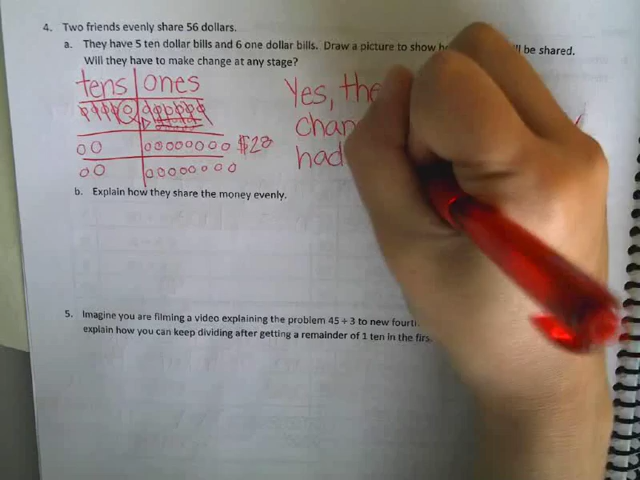 4. Two friends evenly share 56 dollars.
a. They have 5 ten dollar bills and 6 one dollar bills. Draw a picture to show be shared.
Will they have to make change at any stage?
tens ones
Yes, the
chan
$28
had
b. Explain how they share the money evenly.
5. Imagine you are filming a video explaining the problem 45 ÷ 3 to new fourt
explain how you can keep dividing after getting a remainder of 1 ten in the firs